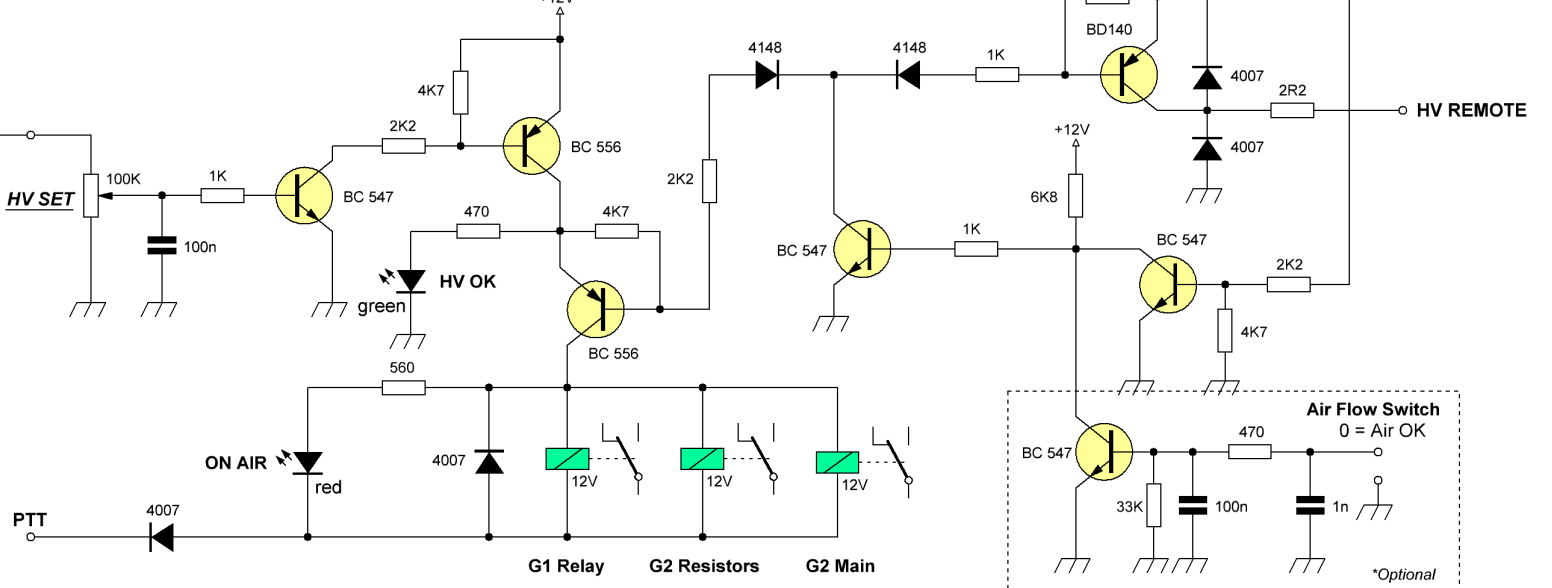 +12V
BD140
4148
4148
1K
4007
2R2
HV REMOTE
4K7
2K2
BC 556
+12V
4007
100K
1K
BC 547
2K2
6K8
HV SET
470
4K7
1K
BC 547
100n
BC 547
2K2
HV OK
green
4K7
BC 556
560
Air Flow Switch
0 = Air OK
470
BC 547
ON AIR
4007
red
12V
12V
12V
33K
100n
1n
4007
PTT
G1 Relay
G2 Resistors
G2 Main
*Optional